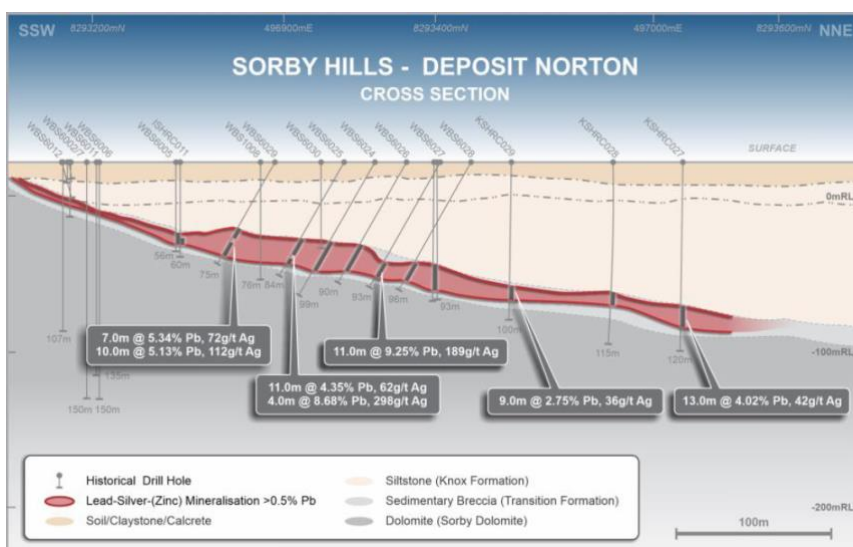 SSW
8293200mN
496900mE
8293400mN
497000mE
8293600mN
NNE
SORBY HILLS - DEPOSIT NORTON
CROSS SECTION
WBS6012
WBS6002/7
WBS6011
WBS6006
WBS6005
ISHRC011
WBS1008
WBS6029
WBS6030
WBS6025
WBS6024
WBS6026
WBS6027
WBS6028
KSHRC029
KSHRC028
KSHRC027
SURFACE
0mRL
56m
60m
75m
76m
84m
99m
90m
93m
96m
93m
100m
115m
120m
107m
135m
150m
150m
-100mRL
7.0m @ 5.34% Pb, 72g/t Ag
10.0m @ 5.13% Pb, 112g/t Ag
11.0m @ 9.25% Pb, 189g/t Ag
11.0m @ 4.35% Pb, 62g/t Ag
4.0m @ 8.68% Pb, 298g/t Ag
9.0m @ 2.75% Pb, 36g/t Ag
13.0m @ 4.02% Pb, 42g/t Ag
Historical Drill Hole
Lead-Silver-(Zinc) Mineralisation >0.5% Pb
Soil/Claystone/Calcrete
Siltstone (Knox Formation)
Sedimentary Breccia (Transition Formation)
Dolomite (Sorby Dolomite)
-200mRL
100m